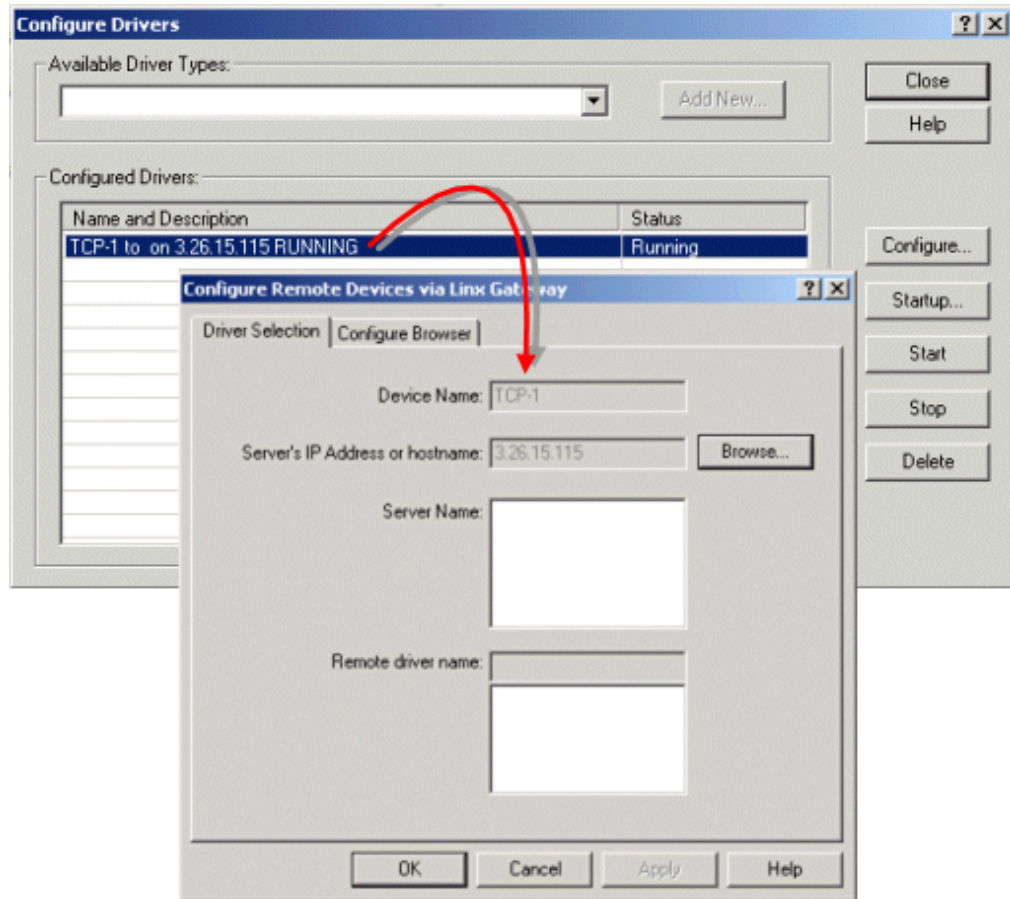 Configure Drivers
Available Driver Types:
Add New...
Close
Help
Configured Drivers:
Name and Description Status
TCP-1 to on 3.26.15.115 RUNNING Running
Configure...
Startup...
Start
Stop
Delete
Configure Remote Devices via Linx Gateway
Driver Selection Configure Browser
Device Name: TCP-1
Server's IP Address or hostname: 3.26.15.115 Browse...
Server Name:
Remote driver name:
OK Cancel Apply Help